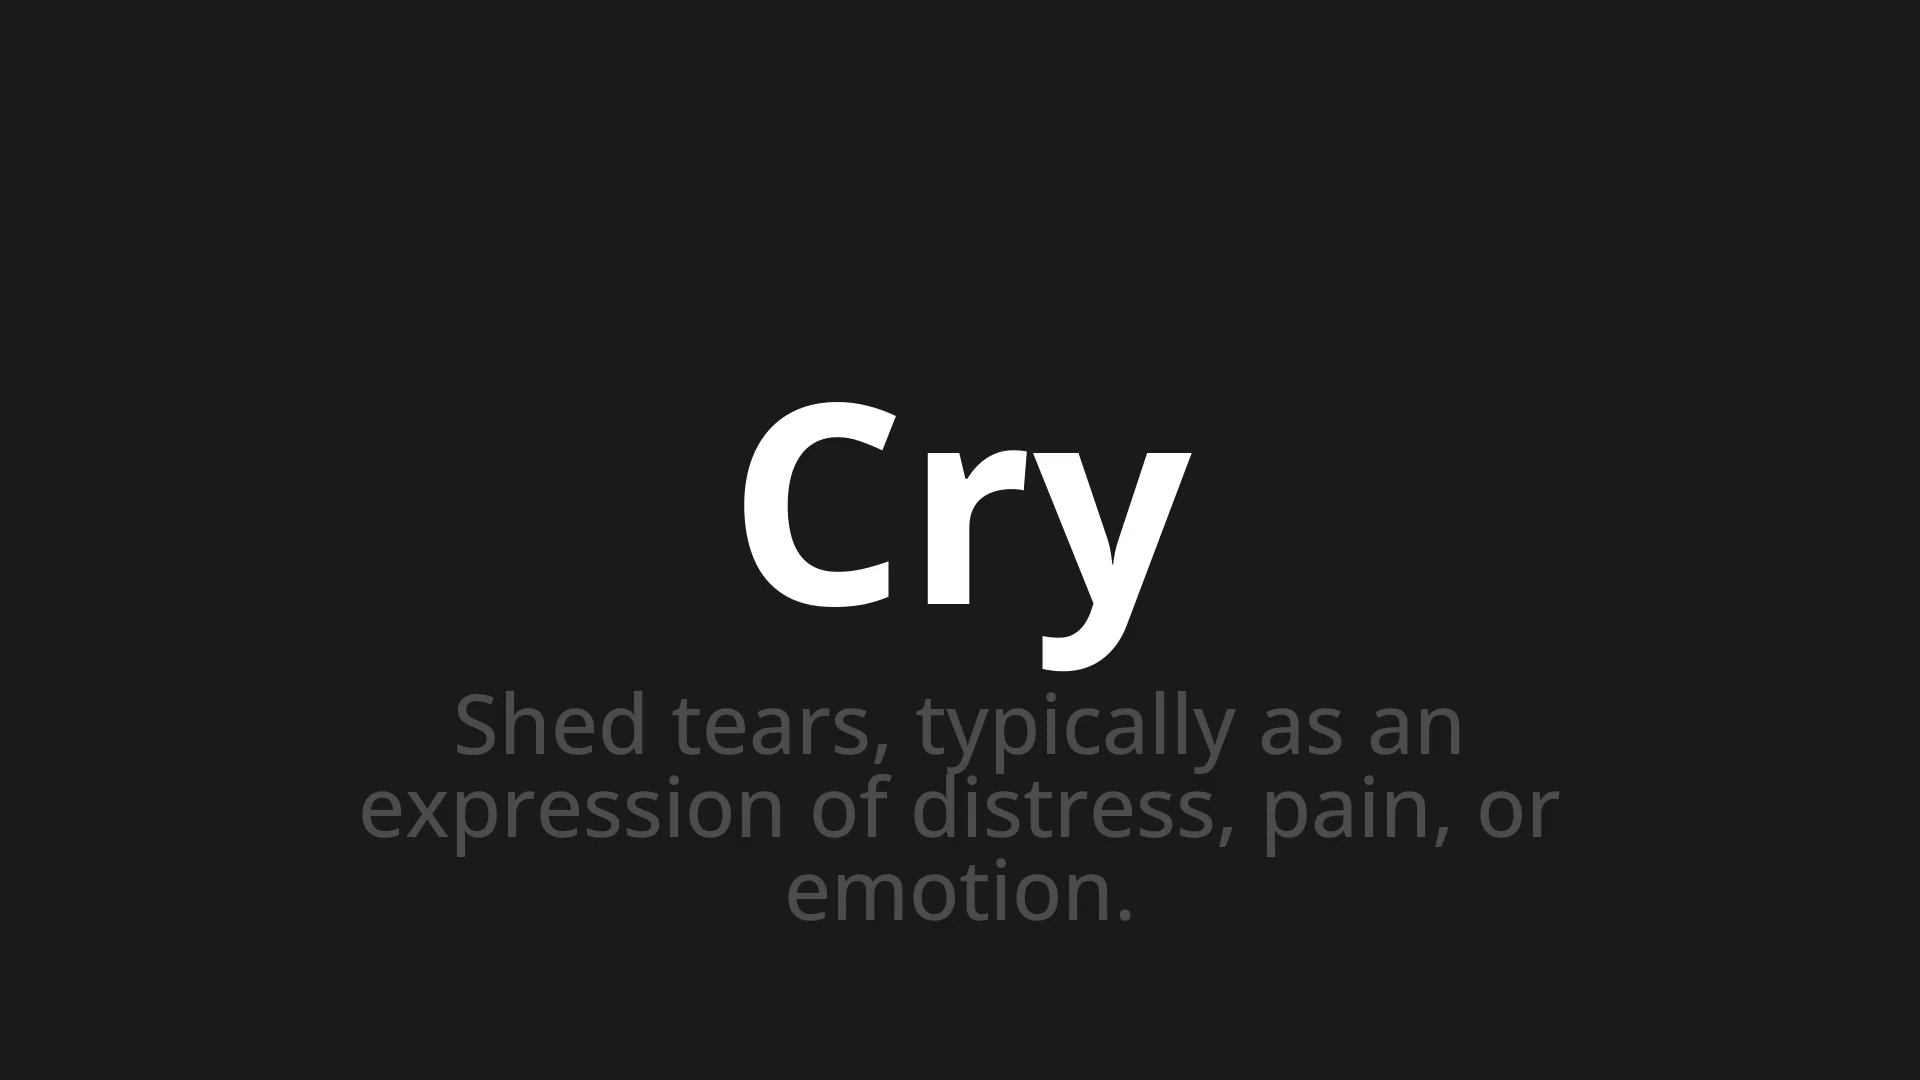 Cry
Shed tears, typically as an
expression of distress, pain, or
emotion.